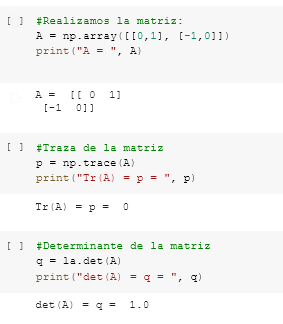 [ ] #Realizamos la matriz:
A = np.array([[0,1], [-1,0]])
print("A = ", A)
A =  [[ 0  1]
 [-1  0]]
[ ] #Traza de la matriz
p = np.trace(A)
print("Tr(A) = p = ", p)
Tr(A) = p =  0
[ ] #Determinante de la matriz
q = la.det(A)
print("det(A) = q = ", q)
det(A) = q =  1.0